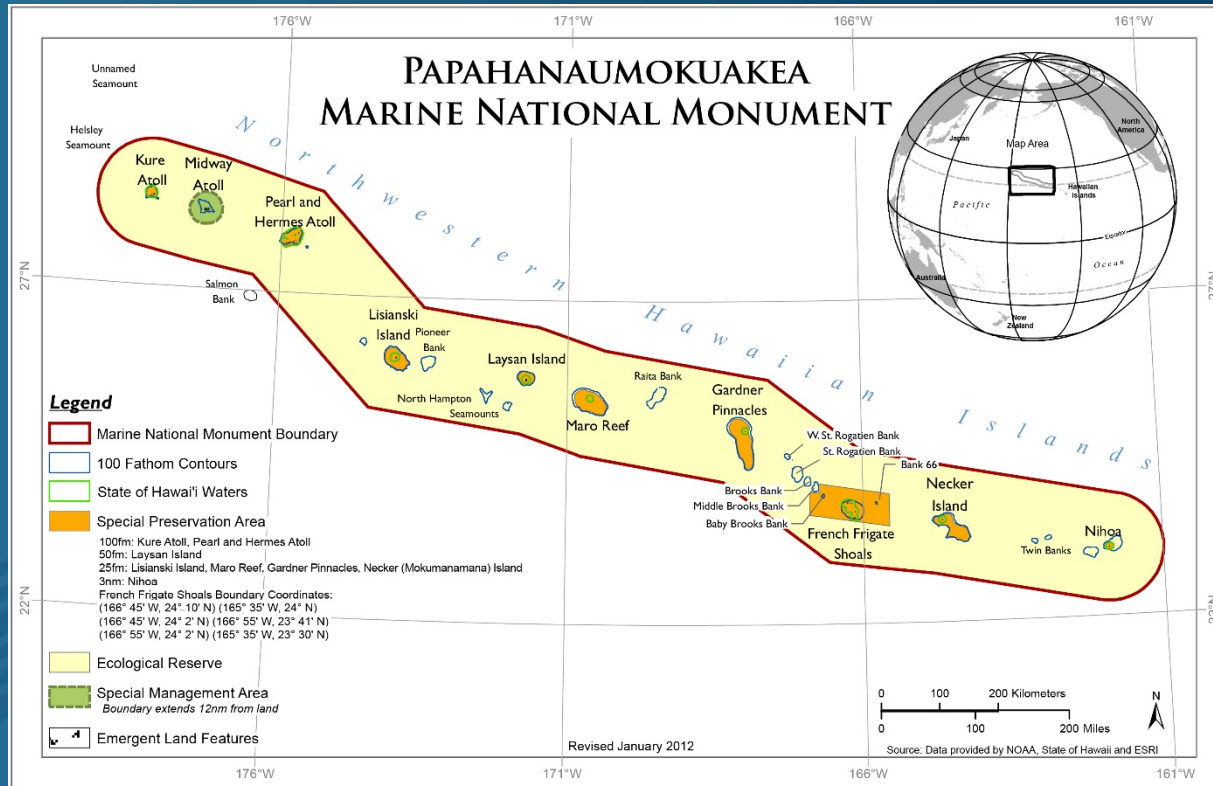 176°W
171°W
166°W
161°W
PAPAHANAUMOKUAKEA
MARINE NATIONAL MONUMENT
Unnamed
Seamount
Helsley
Seamount
Northwestern Hawaiian Islands
Kure
Atoll
Midway
Atoll
Pearl and
Hermes Atoll
North
America
Japan
Map Area
Hawaiian
Islands
Pacific
Equator
Ocean
Australia
New
Zealand
27°N
27°N
Salmon
Bank
Lisianski
Island
Pioneer
Bank
Laysan Island
North Hampton
Seamounts
Maro Reef
Raita Bank
Gardner
Pinnacles
W. St. Rogatien Bank
St. Rogatien Bank
Bank 66
Brooks Bank
Middle Brooks Bank
Baby Brooks Bank
French Frigate
Shoals
Necker
Island
Twin Banks
Nihoa
22°N
22°N
Legend
Marine National Monument Boundary
100 Fathom Contours
State of Hawai'i Waters
Special Preservation Area
100fm: Kure Atoll, Pearl and Hermes Atoll
50fm: Laysan Island
25fm: Lisianski Island, Maro Reef, Gardner Pinnacles, Necker (Mokumanamana) Island
3nm: Nihoa
French Frigate Shoals Boundary Coordinates:
(166° 45' W, 24° 10' N) (165° 35' W, 24° N)
(166° 45' W, 24° 2' N) (166° 55' W, 23° 41' N)
(166° 55' W, 24° 2' N) (165° 35' W, 23° 30' N)
Ecological Reserve
Special Management Area
Boundary extends 12nm from land
Emergent Land Features
Revised January 2012
0 100 200 Kilometers
0 100 200 Miles
N
Source: Data provided by NOAA, State of Hawaii and ESRI
176°W
171°W
166°W
161°W